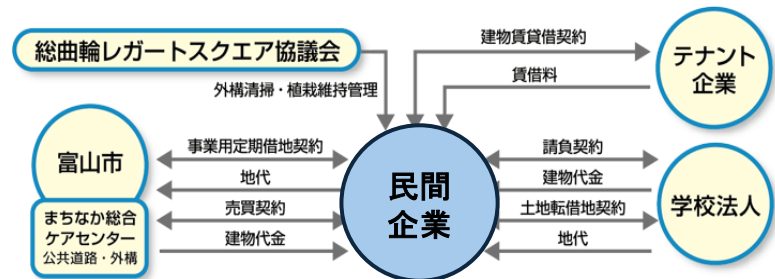 総曲輪レガートスクエア協議会
外構清掃・植栽維持管理
建物賃貸借契約
賃借料
テナント
企業
富山市
まちなか総合
ケアセンター
公共道路・外構
事業用定期借地契約
地代
売買契約
建物代金
民間
企業
請負契約
建物代金
土地転借地契約
地代
学校法人